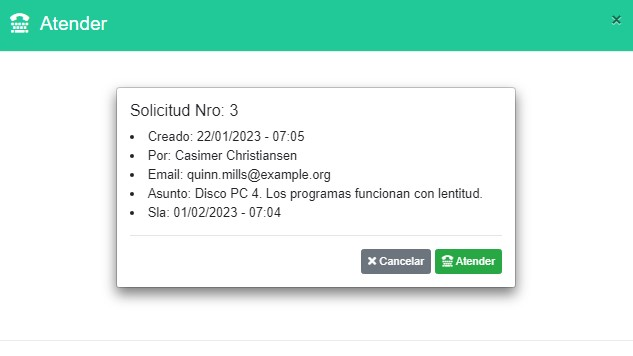 Atender
×
Solicitud Nro: 3
• Creado: 22/01/2023 - 07:05
• Por: Casimer Christiansen
• Email: quinn.mills@example.org
• Asunto: Disco PC 4. Los programas funcionan con lentitud.
• Sla: 01/02/2023 - 07:04
Cancelar Atender